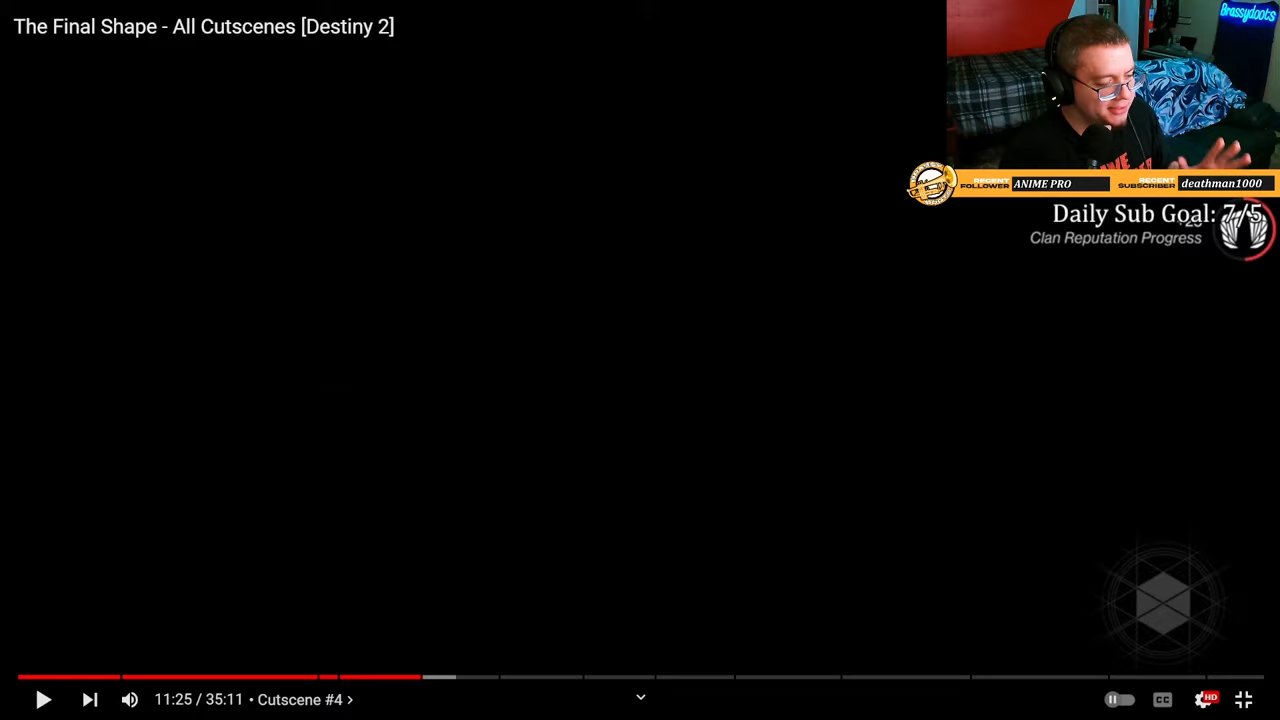 The Final Shape - All Cutscenes [Destiny 2]
Brassydoots
RECENT FOLLOWER ANIME PRO
RECENT SUBSCRIBER deathman1000
Daily Sub Goal: 7/5
Clan Reputation Progress
11:25 / 35:11 • Cutscene #4 ›
CC
HD